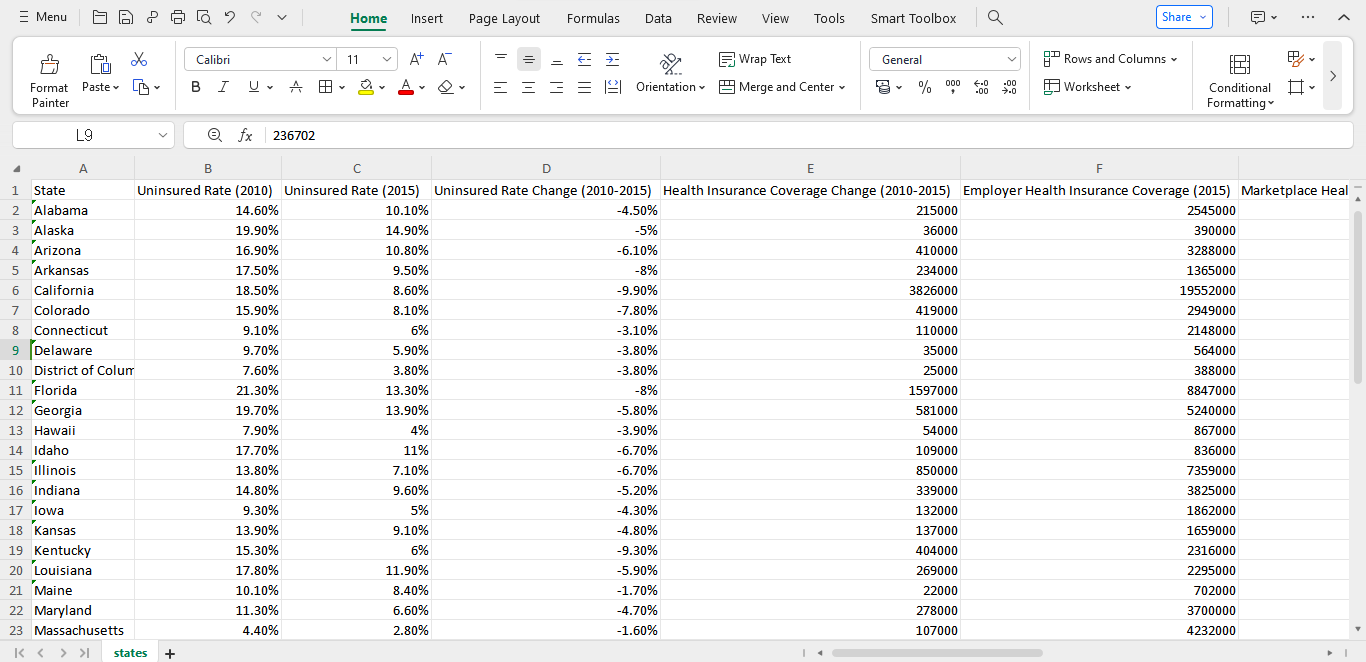 Menu Home Insert Page Layout Formulas Data Review View Tools Smart Toolbox Share
Calibri 11 Wrap Text General Rows and Columns
Format Painter Paste B I U A A Orientation Merge and Center % Worksheet Conditional Formatting
L9 fx 236702
A B C D E F
1 State Uninsured Rate (2010) Uninsured Rate (2015) Uninsured Rate Change (2010-2015) Health Insurance Coverage Change (2010-2015) Employer Health Insurance Coverage (2015) Marketplace Heal
2 Alabama 14.60% 10.10% -4.50% 215000 2545000
3 Alaska 19.90% 14.90% -5% 36000 390000
4 Arizona 16.90% 10.80% -6.10% 410000 3288000
5 Arkansas 17.50% 9.50% -8% 234000 1365000
6 California 18.50% 8.60% -9.90% 3826000 19552000
7 Colorado 15.90% 8.10% -7.80% 419000 2949000
8 Connecticut 9.10% 6% -3.10% 110000 2148000
9 Delaware 9.70% 5.90% -3.80% 35000 564000
10 District of Colum 7.60% 3.80% -3.80% 25000 388000
11 Florida 21.30% 13.30% -8% 1597000 8847000
12 Georgia 19.70% 13.90% -5.80% 581000 5240000
13 Hawaii 7.90% 4% -3.90% 54000 867000
14 Idaho 17.70% 11% -6.70% 109000 836000
15 Illinois 13.80% 7.10% -6.70% 850000 7359000
16 Indiana 14.80% 9.60% -5.20% 339000 3825000
17 Iowa 9.30% 5% -4.30% 132000 1862000
18 Kansas 13.90% 9.10% -4.80% 137000 1659000
19 Kentucky 15.30% 6% -9.30% 404000 2316000
20 Louisiana 17.80% 11.90% -5.90% 269000 2295000
21 Maine 10.10% 8.40% -1.70% 22000 702000
22 Maryland 11.30% 6.60% -4.70% 278000 3700000
23 Massachusetts 4.40% 2.80% -1.60% 107000 4232000
states